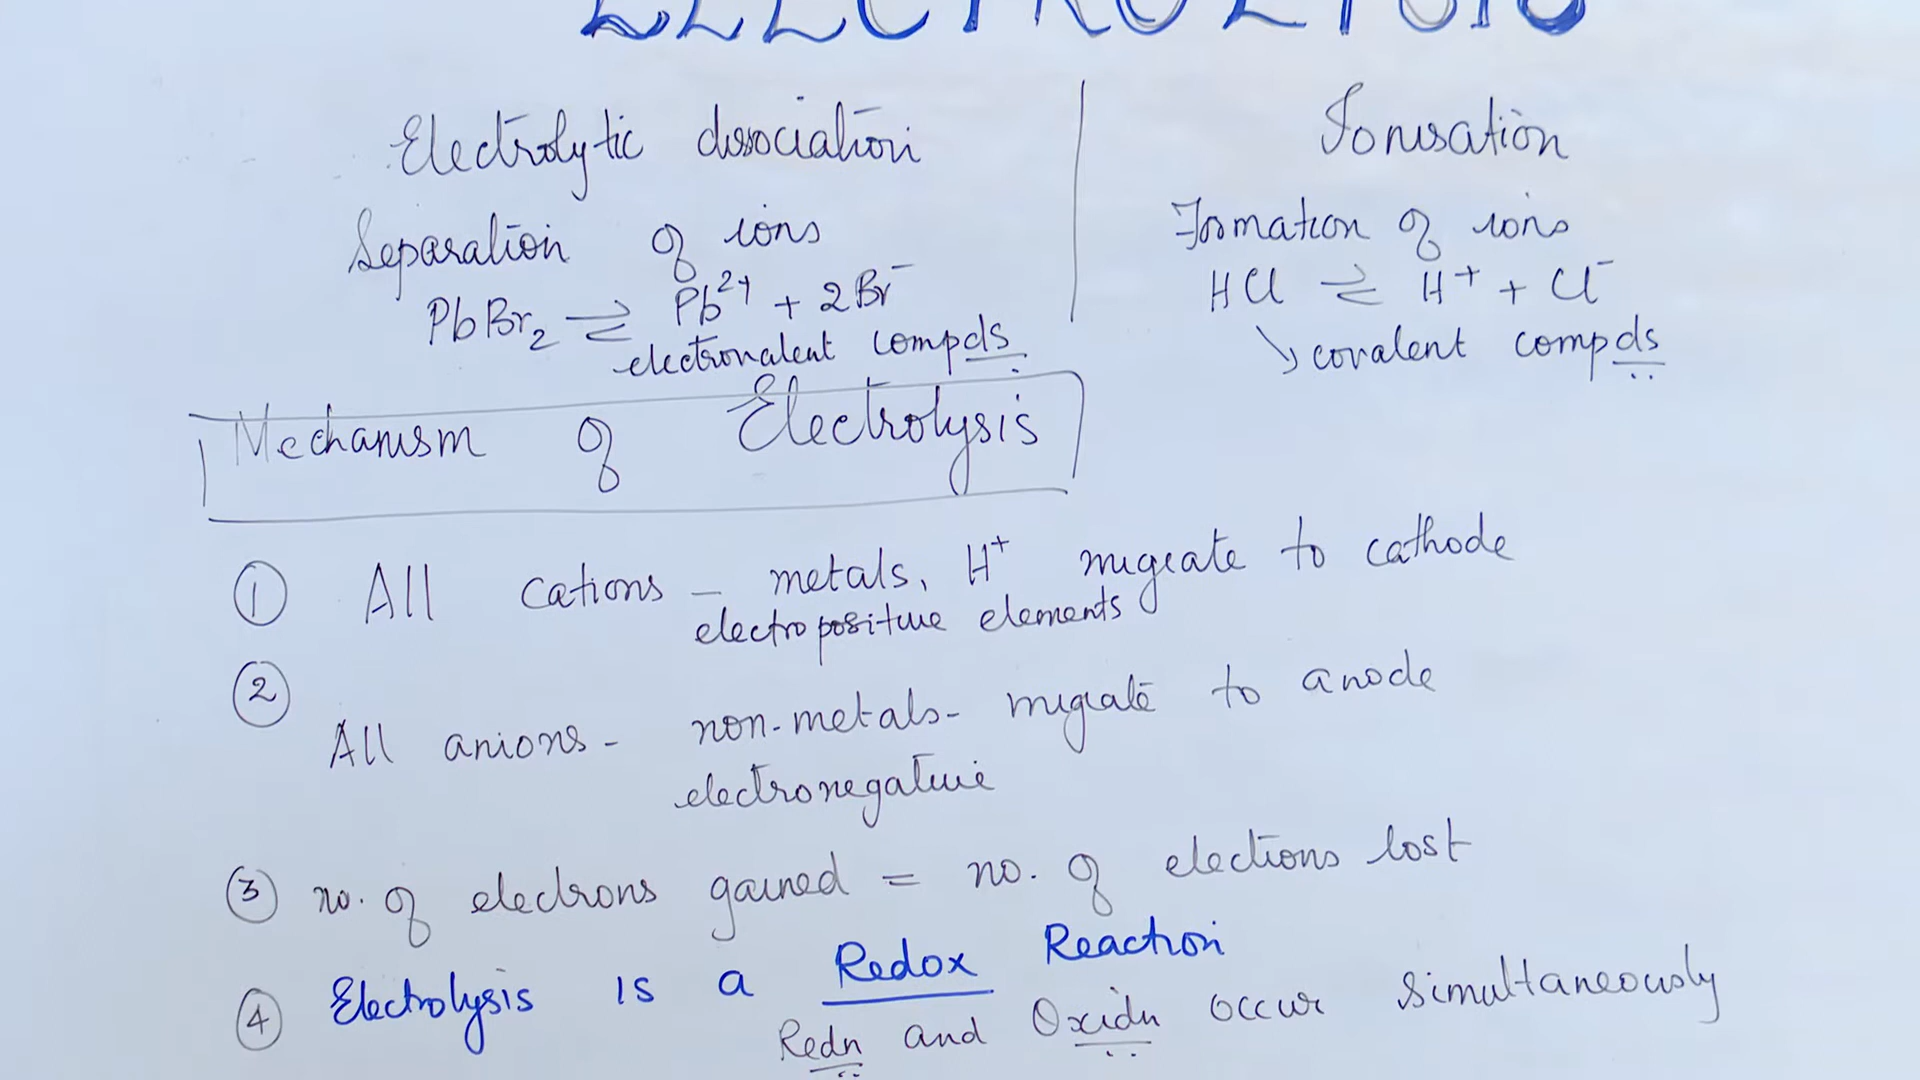 ELECTROLYSIS
Electrolytic dissociation
Separation of ions
PbBr₂ ⇌ Pb²⁺ + 2Br⁻
electrovalent compds
Ionisation
Formation of ions
HCl ⇌ H⁺ + Cl⁻
↘ covalent compds
Mechanism of Electrolysis
① All cations – metals, H⁺ migrate to cathode
electropositive elements
②
All anions - non-metals - migrate to anode
electronegative
③ no. of electrons gained = no. of electrons lost
④ Electrolysis is a Redox Reaction
Redn and Oxidn occur simultaneously